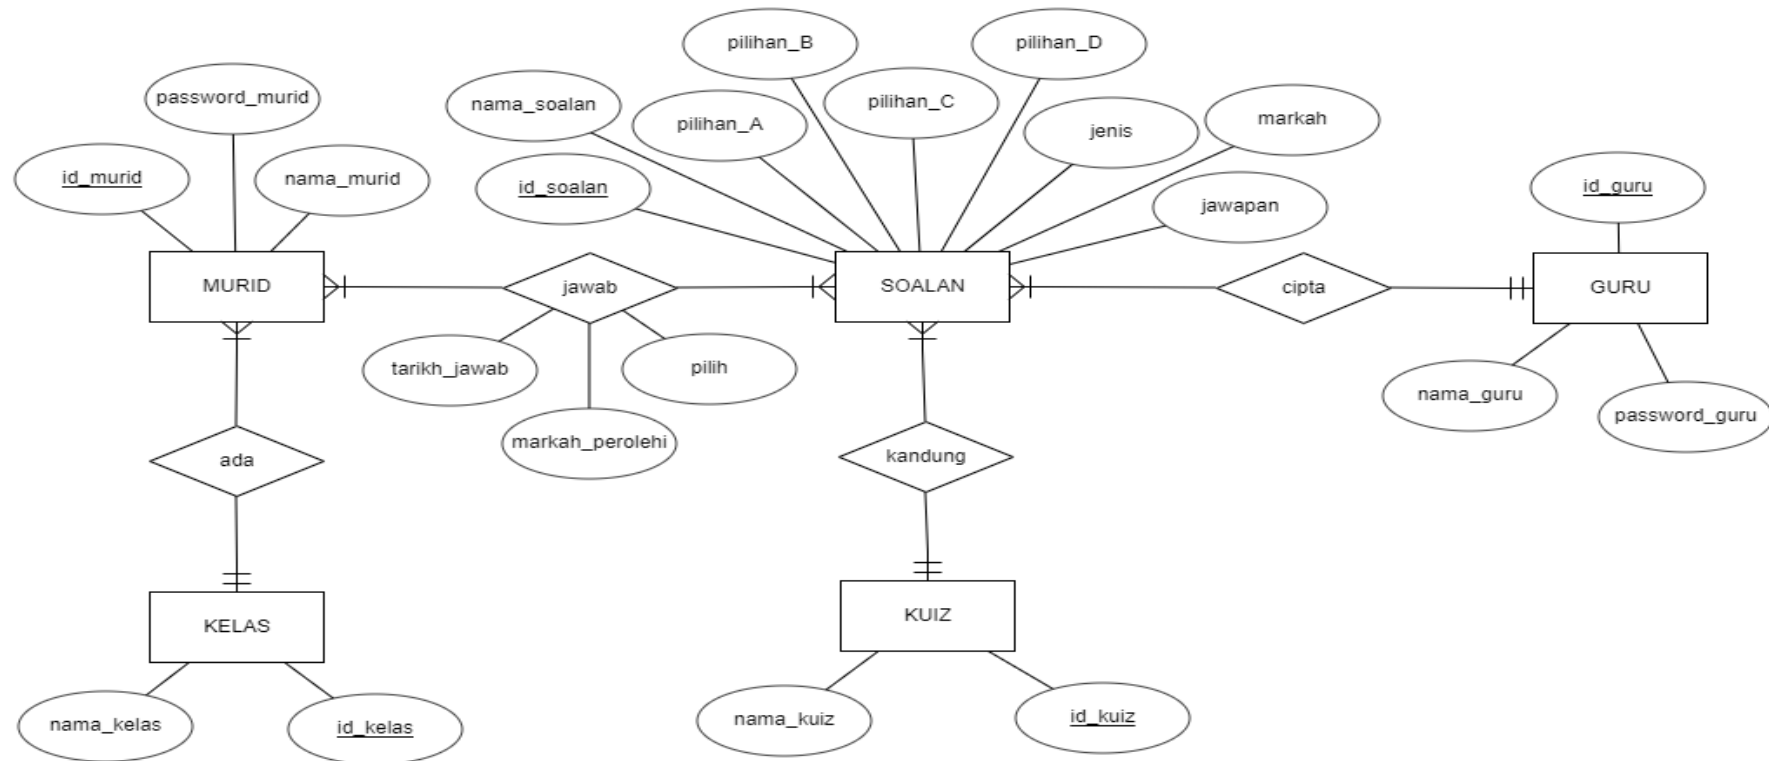 pilihan_B
pilihan_D
password_murid
nama_soalan
pilihan_A
pilihan_C
jenis
markah
id_murid
nama_murid
id_soalan
jawapan
id_guru
MURID
jawab
SOALAN
cipta
GURU
tarikh_jawab
pilih
markah_perolehi
nama_guru
password_guru
ada
kandung
KELAS
KUIZ
nama_kelas
id_kelas
nama_kuiz
id_kuiz